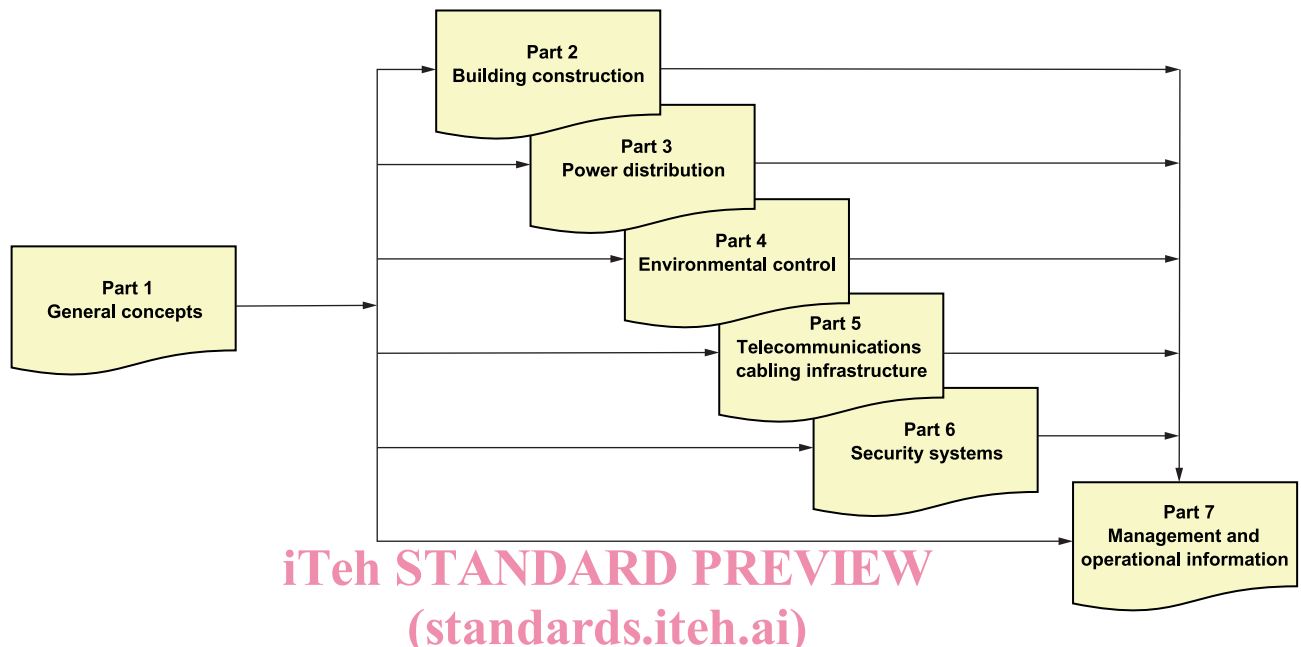 Part 2
Building construction
Part 3
Power distribution
Part 4
Environmental control
Part 1
General concepts
Part 5
Telecommunications
cabling infrastructure
Part 6
Security systems
Part 7
Management and
operational information
iTeh STANDARD PREVIEW
(standards.iteh.ai)